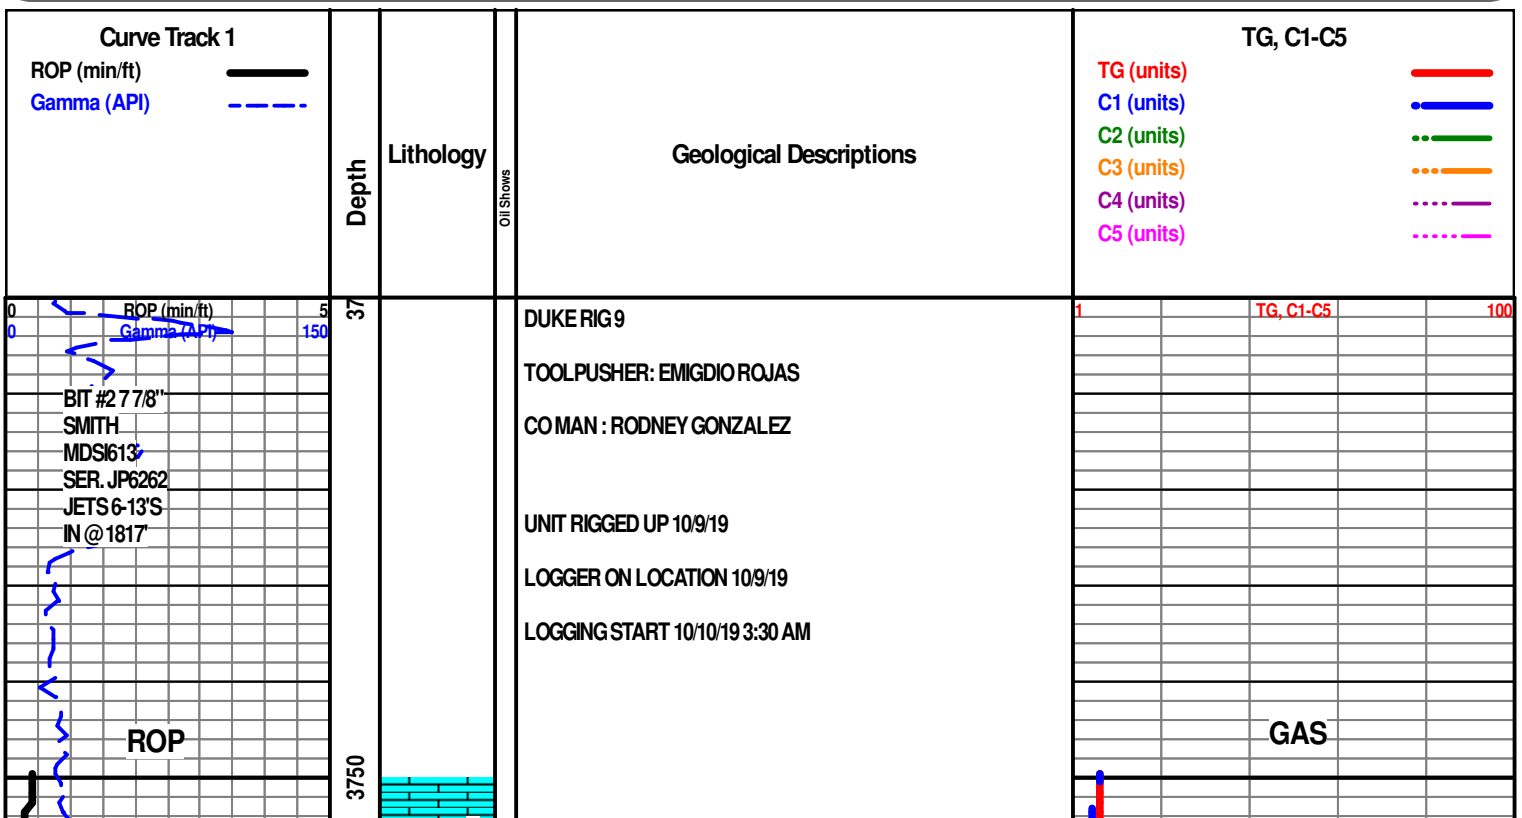 Curve Track 1
ROP (min/ft)
Gamma (API)
Depth
Lithology
Oil Shows
Geological Descriptions
TG, C1-C5
TG (units)
C1 (units)
C2 (units)
C3 (units)
C4 (units)
C5 (units)
0 ROP (min/ft) 5
0 Gamma (API) 150
BIT #2 7 7/8"
SMITH
MDSI613
SER. JP6262
JETS 6-13'S
IN @ 1817'
ROP
37
3750
DUKE RIG 9
TOOLPUSHER: EMIGDIO ROJAS
CO MAN : RODNEY GONZALEZ
UNIT RIGGED UP 10/9/19
LOGGER ON LOCATION 10/9/19
LOGGING START 10/10/19 3:30 AM
1 TG, C1-C5 100
GAS